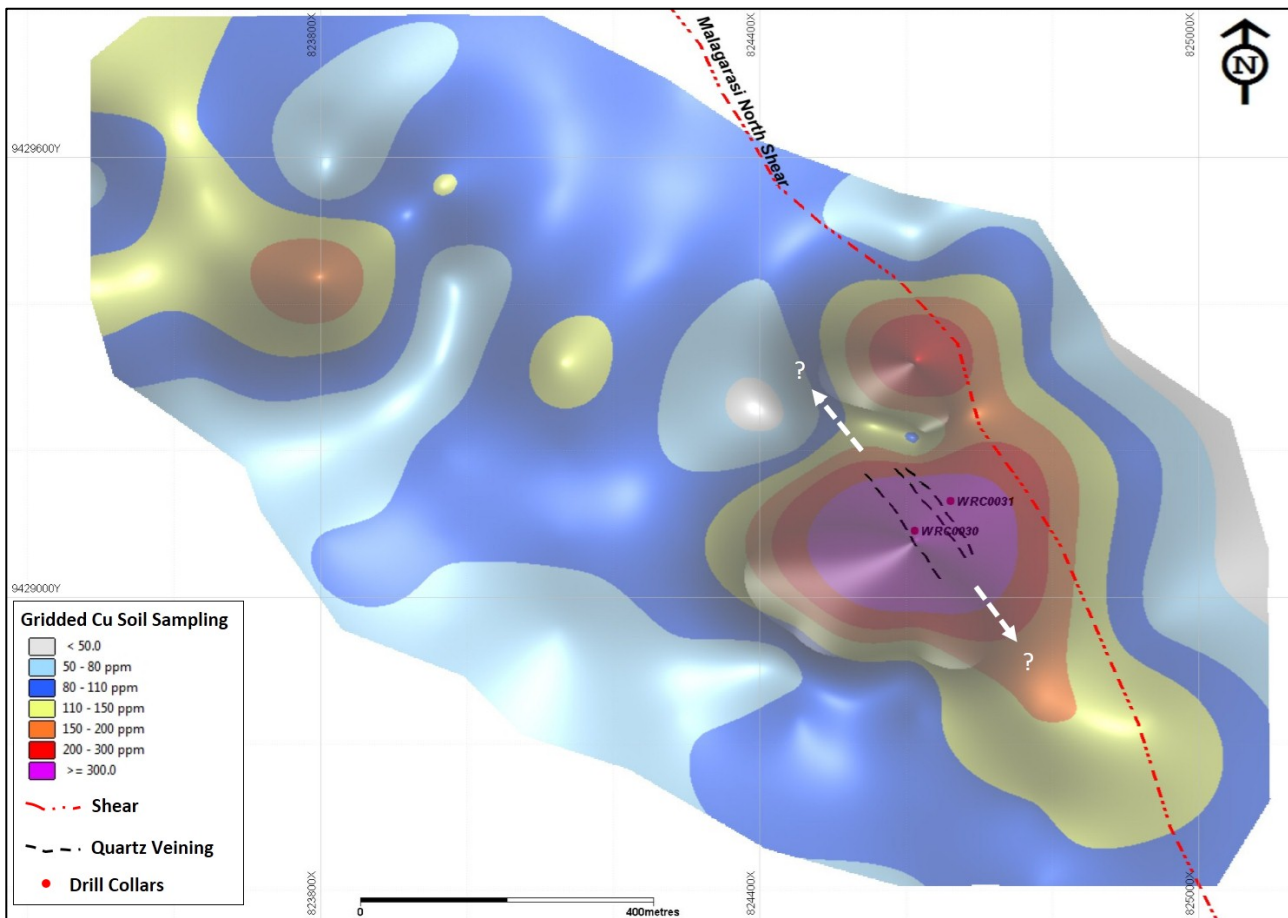 823800X
824400X
825000X
N
Malagarasi North Shear
9429600Y
?
WRC0031
WRC0030
9429000Y
?
Gridded Cu Soil Sampling
< 50.0
50 - 80 ppm
80 - 110 ppm
110 - 150 ppm
150 - 200 ppm
200 - 300 ppm
>= 300.0
Shear
Quartz Veining
Drill Collars
0
400metres
823800X
824400X
825000X